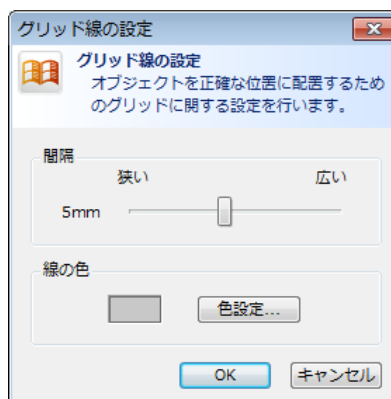 グリッド線の設定
グリッド線の設定
オブジェクトを正確な位置に配置するため
のグリッドに関する設定を行います。
間隔
狭い 広い
5mm
線の色
色設定...
OK キャンセル